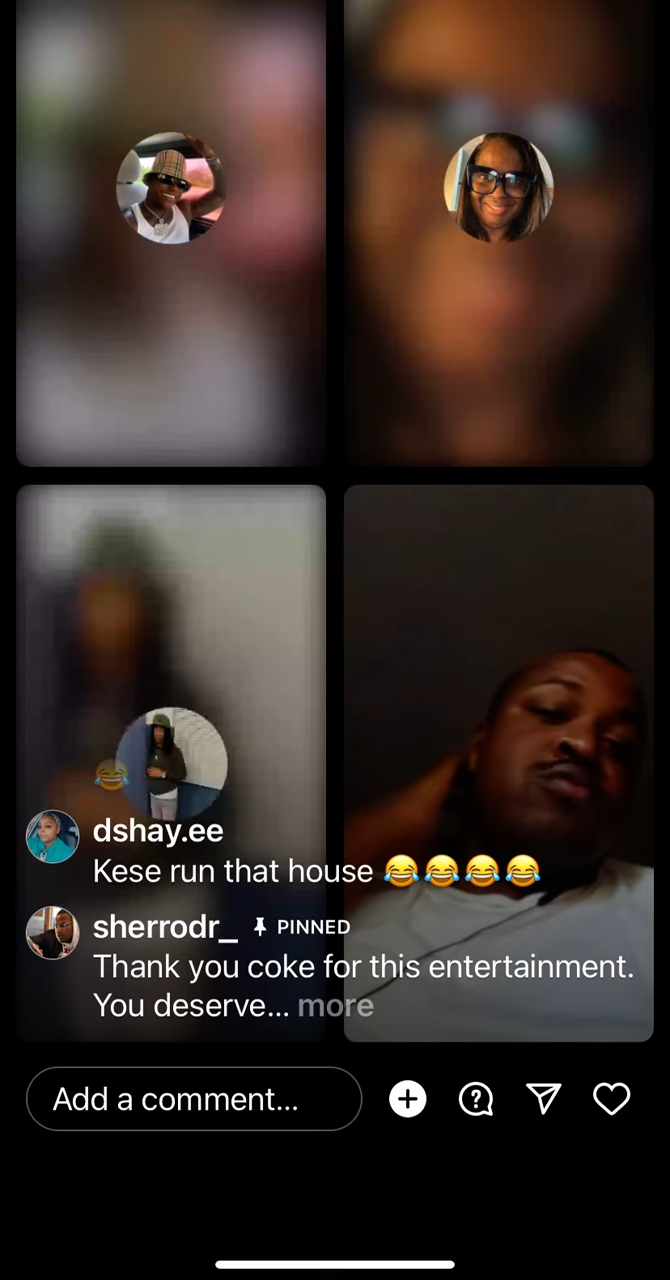 dshay.ee
Kese run that house 😂😂😂😂
sherrodr_ PINNED
Thank you coke for this entertainment.
You deserve... more
Add a comment...